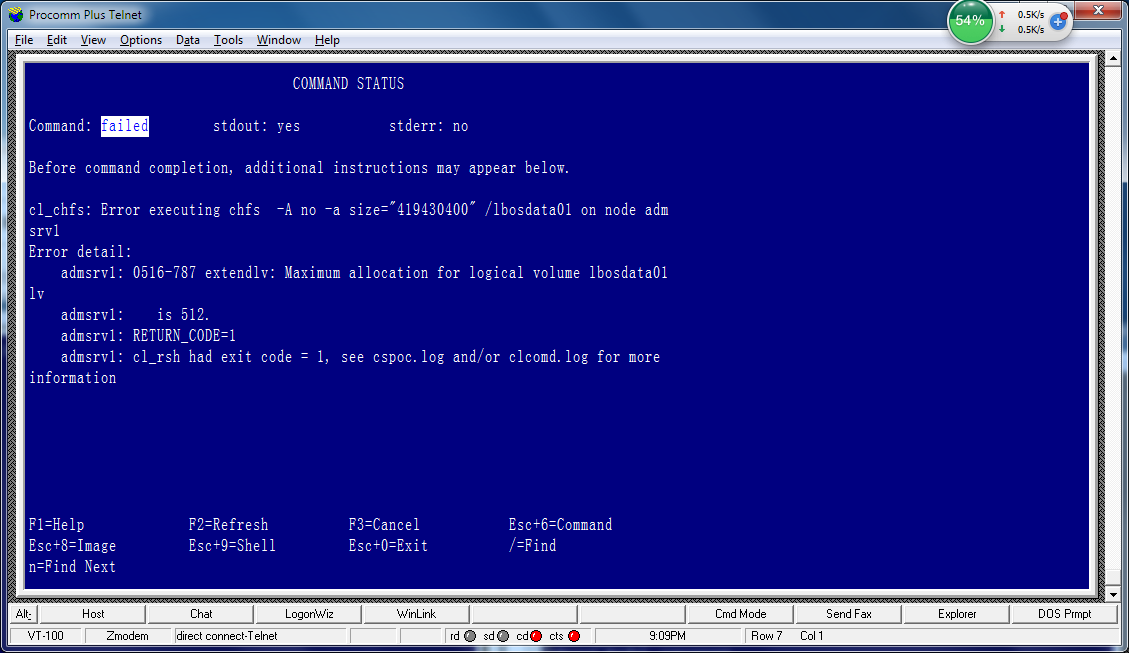 Procomm Plus Telnet
54% ↑ 0.5K/s
↓ 0.5K/s
File Edit View Options Data Tools Window Help
COMMAND STATUS
Command: failed stdout: yes stderr: no
Before command completion, additional instructions may appear below.
cl_chfs: Error executing chfs -A no -a size="419430400" /lbosdata01 on node adm
srv1
Error detail:
admsrv1: 0516-787 extendlv: Maximum allocation for logical volume lbosdata01
lv
admsrv1: is 512.
admsrv1: RETURN_CODE=1
admsrv1: cl_rsh had exit code = 1, see cspoc.log and/or clcomd.log for more
information
F1=Help F2=Refresh F3=Cancel Esc+6=Command
Esc+8=Image Esc+9=Shell Esc+0=Exit /=Find
n=Find Next
Alt- Host Chat LogonWiz WinLink Cmd Mode Send Fax Explorer DOS Prmpt
VT-100 Zmodem direct connect-Telnet rd sd cd cts 9:09PM Row 7 Col 1